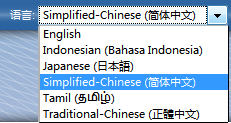 语言: Simplified-Chinese (简体中文)
English
Indonesian (Bahasa Indonesia)
Japanese (日本語)
Simplified-Chinese (简体中文)
Tamil (தமிழ்)
Traditional-Chinese (正體中文)